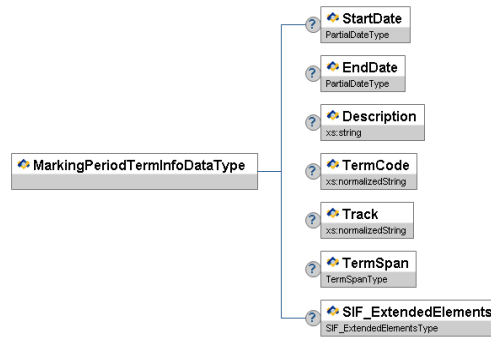 StartDate
PartialDateType
EndDate
PartialDateType
Description
xs:string
MarkingPeriodTermInfoDataType
TermCode
xs:normalizedString
Track
xs:normalizedString
TermSpan
TermSpanType
SIF_ExtendedElements
SIF_ExtendedElementsType